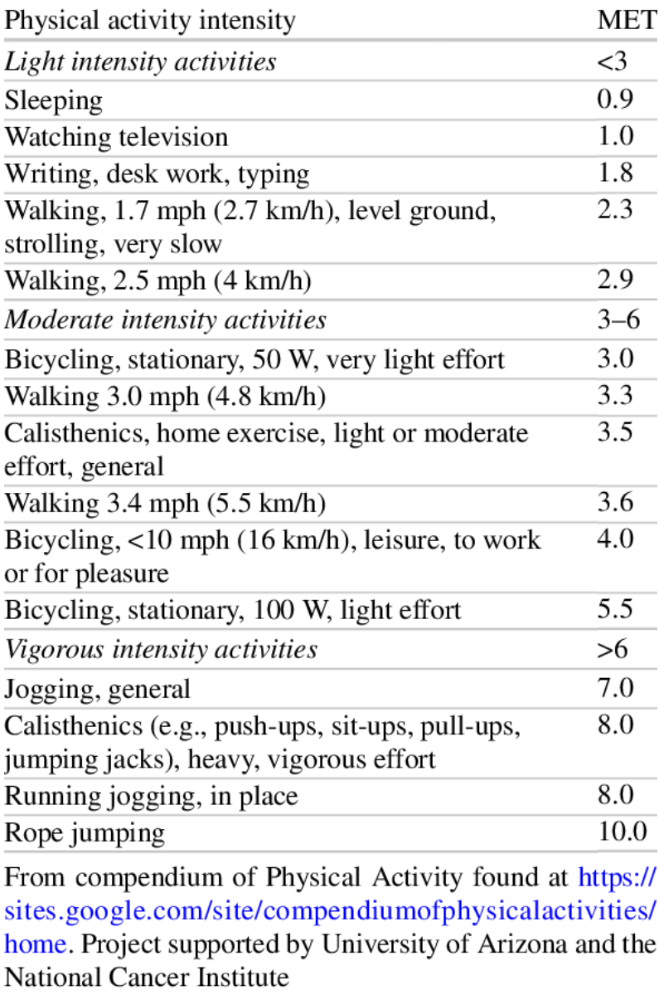 Physical activity intensity MET
Light intensity activities <3
Sleeping 0.9
Watching television 1.0
Writing, desk work, typing 1.8
Walking, 1.7 mph (2.7 km/h), level ground, 2.3
strolling, very slow
Walking, 2.5 mph (4 km/h) 2.9
Moderate intensity activities 3–6
Bicycling, stationary, 50 W, very light effort 3.0
Walking 3.0 mph (4.8 km/h) 3.3
Calisthenics, home exercise, light or moderate 3.5
effort, general
Walking 3.4 mph (5.5 km/h) 3.6
Bicycling, <10 mph (16 km/h), leisure, to work 4.0
or for pleasure
Bicycling, stationary, 100 W, light effort 5.5
Vigorous intensity activities >6
Jogging, general 7.0
Calisthenics (e.g., push-ups, sit-ups, pull-ups, 8.0
jumping jacks), heavy, vigorous effort
Running jogging, in place 8.0
Rope jumping 10.0
From compendium of Physical Activity found at https://
sites.google.com/site/compendiumofphysicalactivities/
home. Project supported by University of Arizona and the
National Cancer Institute